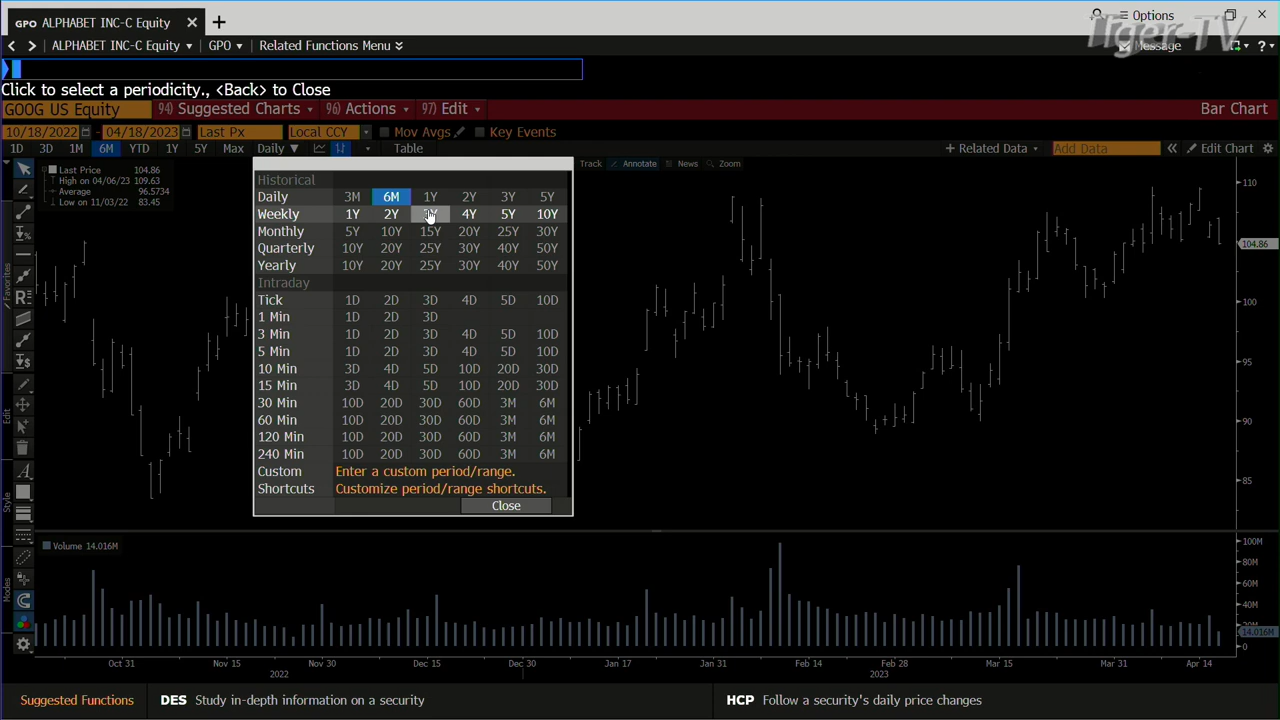 GPO ALPHABET INC-C Equity
Options
ALPHABET INC-C Equity GPO Related Functions Menu
Message
Tiger-TV
Click to select a periodicity., <Back> to Close
GOOG US Equity 94) Suggested Charts 96) Actions 97) Edit Bar Chart
10/18/2022 - 04/18/2023 Last Px Local CCY Mov Avgs Key Events
1D 3D 1M 6M YTD 1Y 5Y Max Daily Table + Related Data Add Data Edit Chart
Track Annotate News Zoom
Last Price 104.86
High on 04/06/23 109.63
Average 96.5734
Low on 11/03/22 83.45
Historical
Daily 3M 6M 1Y 2Y 3Y 5Y
Weekly 1Y 2Y 4Y 5Y 10Y
Monthly 5Y 10Y 15Y 20Y 25Y 30Y
Quarterly 10Y 20Y 25Y 30Y 40Y 50Y
Yearly 10Y 20Y 25Y 30Y 40Y 50Y
Intraday
Tick 1D 2D 3D 4D 5D 10D
1 Min 1D 2D 3D
3 Min 1D 2D 3D 4D 5D 10D
5 Min 1D 2D 3D 4D 5D 10D
10 Min 3D 4D 5D 10D 20D 30D
15 Min 3D 4D 5D 10D 20D 30D
30 Min 10D 20D 30D 60D 3M 6M
60 Min 10D 20D 30D 60D 3M 6M
120 Min 10D 20D 30D 60D 3M 6M
240 Min 10D 20D 30D 60D 3M 6M
Custom Enter a custom period/range.
Shortcuts Customize period/range shortcuts.
Close
110
104.86
100
95
90
85
Favorites
Edit
Style
Modes
Volume 14.016M
100M
80M
60M
40M
14.016M
0
Oct 31 Nov 15 Nov 30 Dec 15 Dec 30 Jan 17 Jan 31 Feb 14 Feb 28 Mar 15 Mar 31 Apr 14
2022 2023
Suggested Functions DES Study in-depth information on a security HCP Follow a security's daily price changes